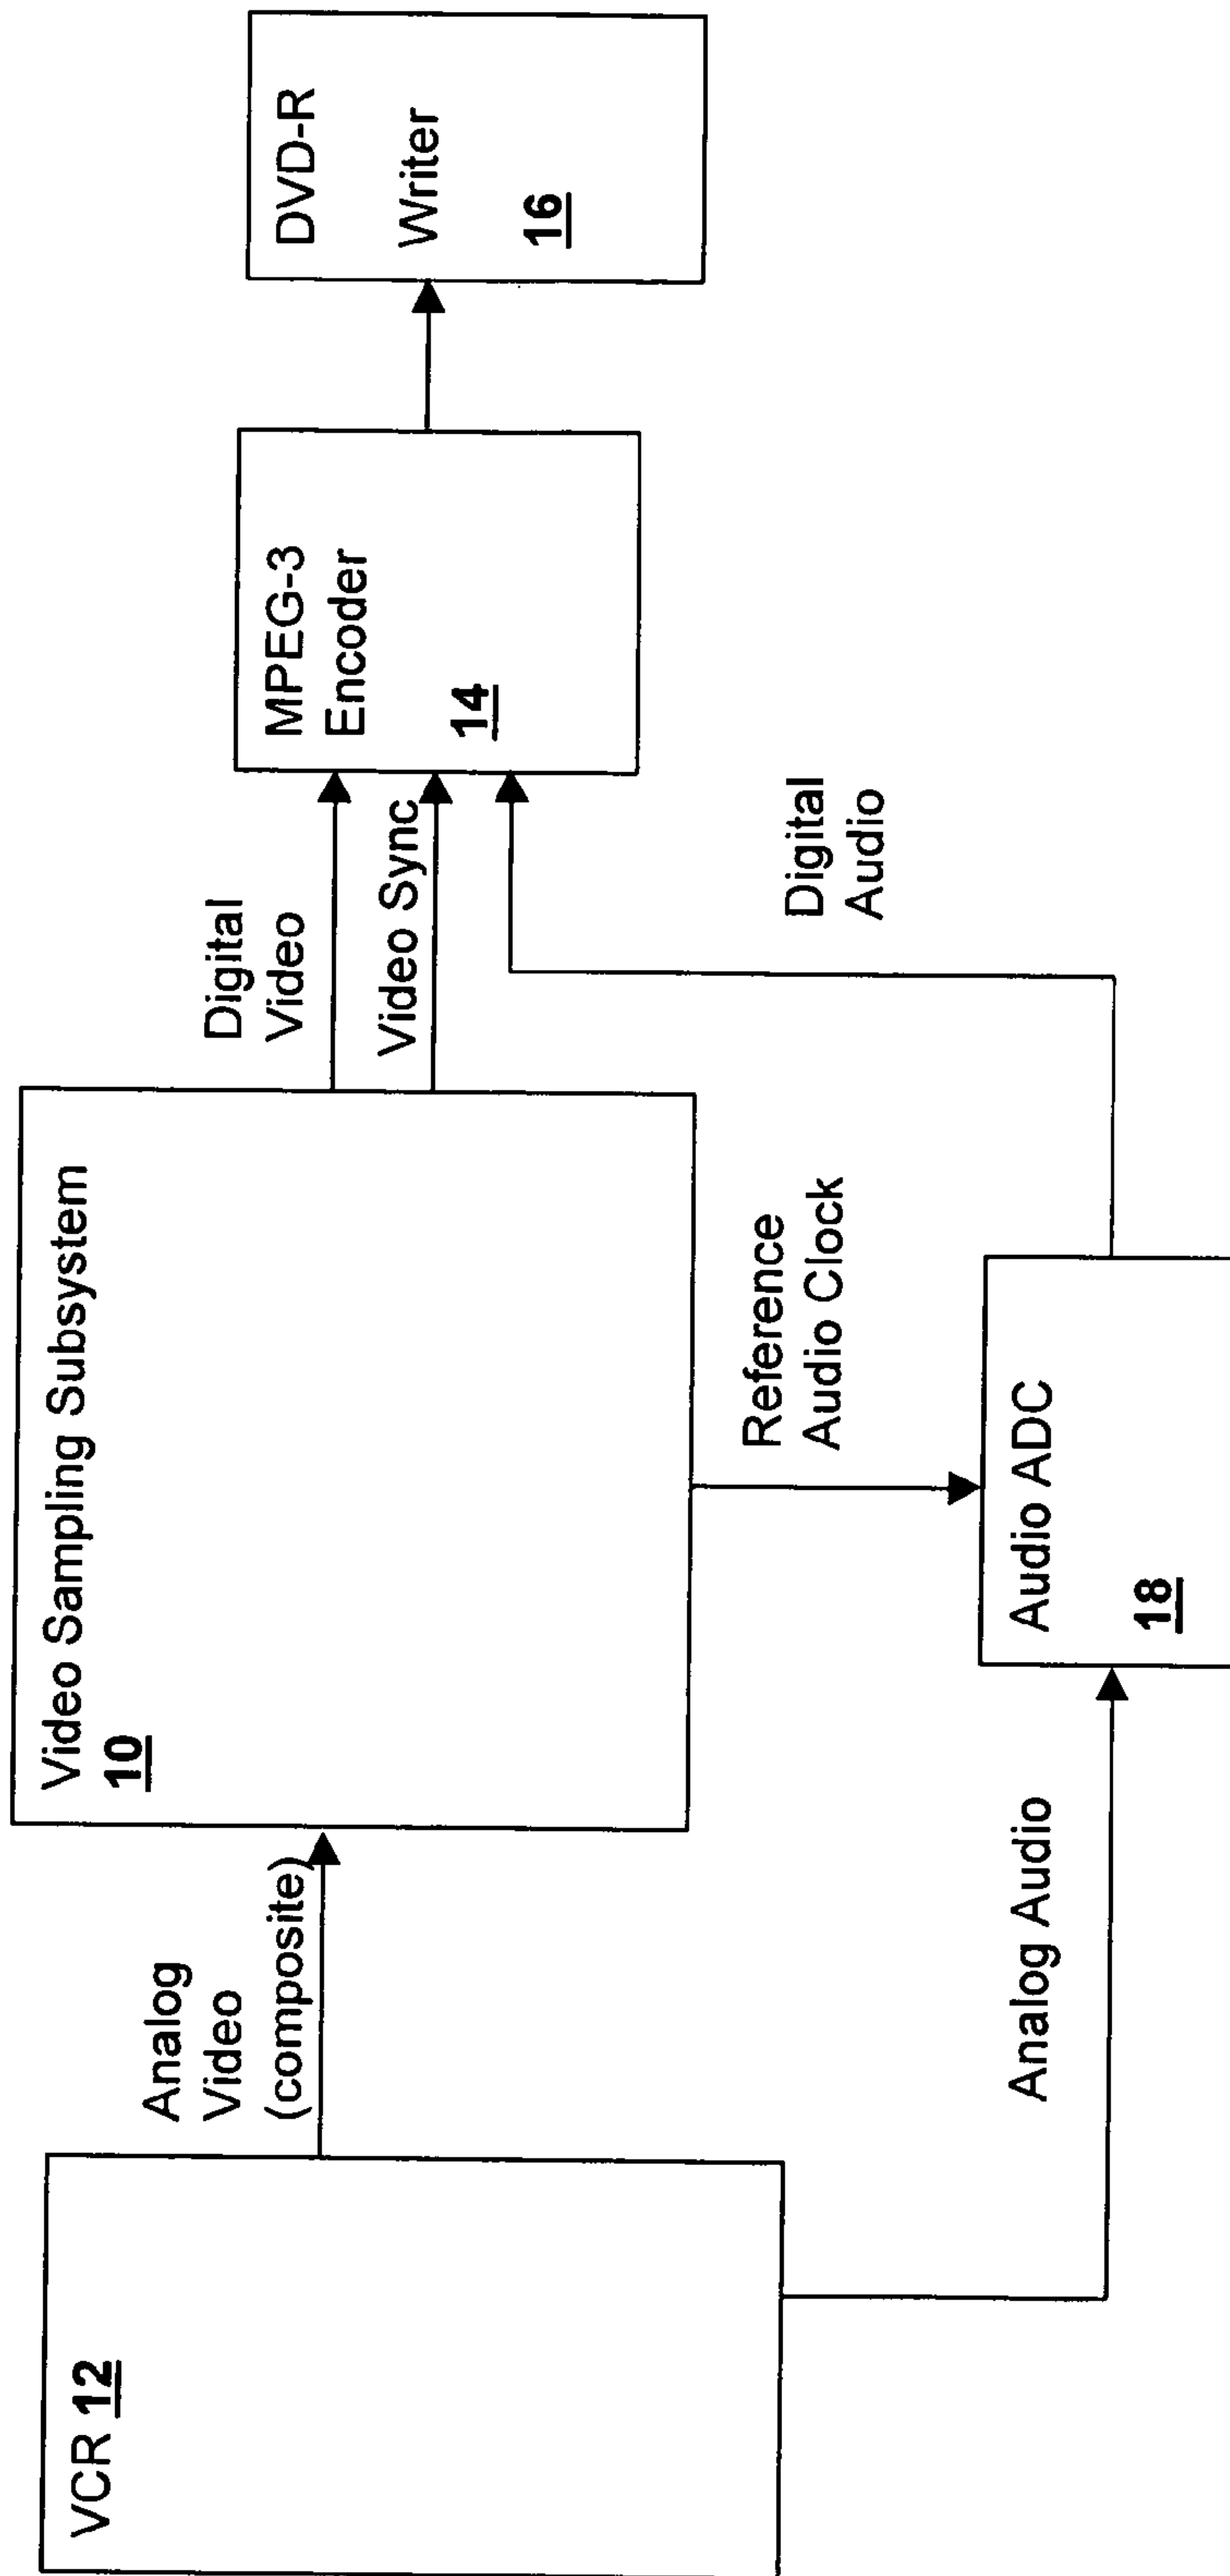 VCR 12
Analog
Video
(composite)
Video Sampling Subsystem
10
Digital
Video
Video Sync
MPEG-3
Encoder
14
DVD-R
Writer
16
Reference
Audio Clock
Analog Audio
Audio ADC
18
Digital
Audio